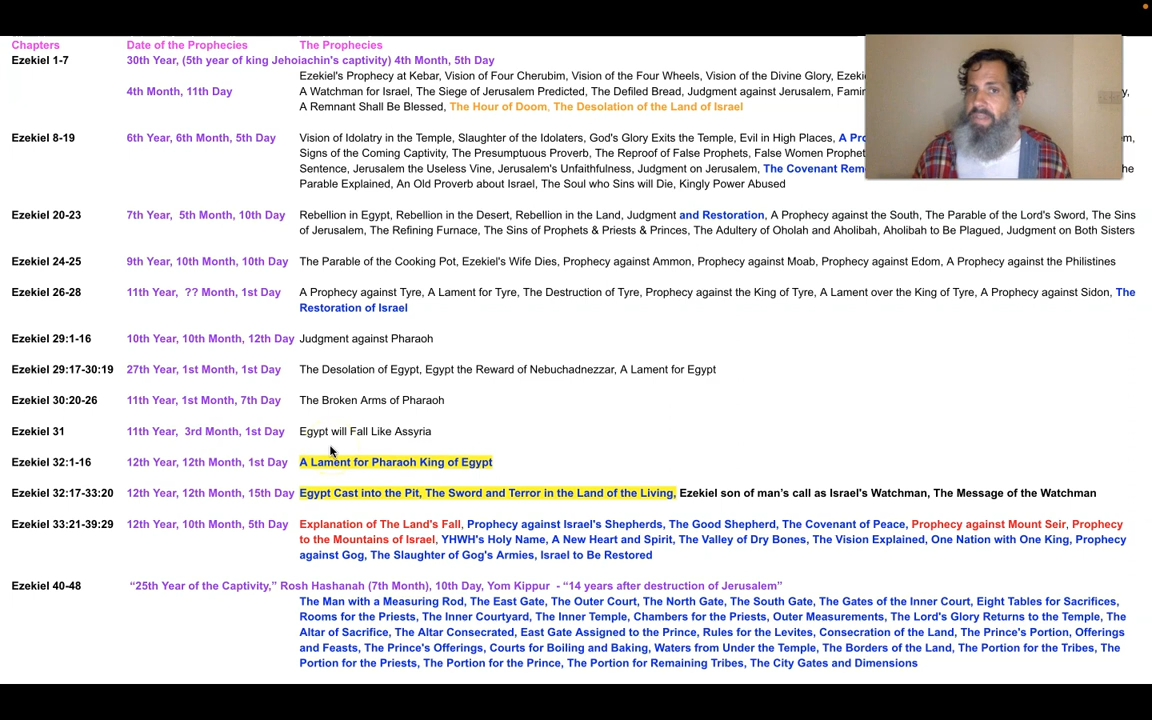 Chapters Date of the Prophecies The Prophecies
Ezekiel 1-7 30th Year, (5th year of king Jehoiachin's captivity) 4th Month, 5th Day
Ezekiel's Prophecy at Kebar, Vision of Four Cherubim, Vision of the Four Wheels, Vision of the Divine Glory,
4th Month, 11th Day A Watchman for Israel, The Siege of Jerusalem Predicted, The Defiled Bread, Judgment against Jerusalem,
A Remnant Shall Be Blessed, The Hour of Doom, The Desolation of the Land of Israel
Ezekiel 8-19 6th Year, 6th Month, 5th Day Vision of Idolatry in the Temple, Slaughter of the Idolaters, God's Glory Exits the Temple, Evil in High Places, A
Signs of the Coming Captivity, The Presumptuous Proverb, The Reproof of False Prophets, False Women
Sentence, Jerusalem the Useless Vine, Jerusalem's Unfaithfulness, Judgment on Jerusalem, The Covenant the
Parable Explained, An Old Proverb about Israel, The Soul who Sins will Die, Kingly Power Abused
Ezekiel 20-23 7th Year, 5th Month, 10th Day Rebellion in Egypt, Rebellion in the Desert, Rebellion in the Land, Judgment and Restoration, A Prophecy against the South, The Parable of the Lord's Sword, The Sins
of Jerusalem, The Refining Furnace, The Sins of Prophets & Priests & Princes, The Adultery of Oholah and Aholibah, Aholibah to Be Plagued, Judgment on Both Sisters
Ezekiel 24-25 9th Year, 10th Month, 10th Day The Parable of the Cooking Pot, Ezekiel's Wife Dies, Prophecy against Ammon, Prophecy against Moab, Prophecy against Edom, A Prophecy against the Philistines
Ezekiel 26-28 11th Year, ?? Month, 1st Day A Prophecy against Tyre, A Lament for Tyre, The Destruction of Tyre, Prophecy against the King of Tyre, A Lament over the King of Tyre, A Prophecy against Sidon, The
Restoration of Israel
Ezekiel 29:1-16 10th Year, 10th Month, 12th Day Judgment against Pharaoh
Ezekiel 29:17-30:19 27th Year, 1st Month, 1st Day The Desolation of Egypt, Egypt the Reward of Nebuchadnezzar, A Lament for Egypt
Ezekiel 30:20-26 11th Year, 1st Month, 7th Day The Broken Arms of Pharaoh
Ezekiel 31 11th Year, 3rd Month, 1st Day Egypt will Fall Like Assyria
Ezekiel 32:1-16 12th Year, 12th Month, 1st Day A Lament for Pharaoh King of Egypt
Ezekiel 32:17-33:20 12th Year, 12th Month, 15th Day Egypt Cast into the Pit, The Sword and Terror in the Land of the Living, Ezekiel son of man's call as Israel's Watchman, The Message of the Watchman
Ezekiel 33:21-39:29 12th Year, 10th Month, 5th Day Explanation of The Land's Fall, Prophecy against Israel's Shepherds, The Good Shepherd, The Covenant of Peace, Prophecy against Mount Seir, Prophecy
to the Mountains of Israel, YHWH's Holy Name, A New Heart and Spirit, The Valley of Dry Bones, The Vision Explained, One Nation with One King, Prophecy
against Gog, The Slaughter of Gog's Armies, Israel to Be Restored
Ezekiel 40-48 “25th Year of the Captivity,” Rosh Hashanah (7th Month), 10th Day, Yom Kippur - “14 years after destruction of Jerusalem”
The Man with a Measuring Rod, The East Gate, The Outer Court, The North Gate, The South Gate, The Gates of the Inner Court, Eight Tables for Sacrifices,
Rooms for the Priests, The Inner Courtyard, The Inner Temple, Chambers for the Priests, Outer Measurements, The Lord's Glory Returns to the Temple, The
Altar of Sacrifice, The Altar Consecrated, East Gate Assigned to the Prince, Rules for the Levites, Consecration of the Land, The Prince's Portion, Offerings
and Feasts, The Prince's Offerings, Courts for Boiling and Baking, Waters from Under the Temple, The Borders of the Land, The Portion for the Tribes, The
Portion for the Priests, The Portion for the Prince, The Portion for Remaining Tribes, The City Gates and Dimensions